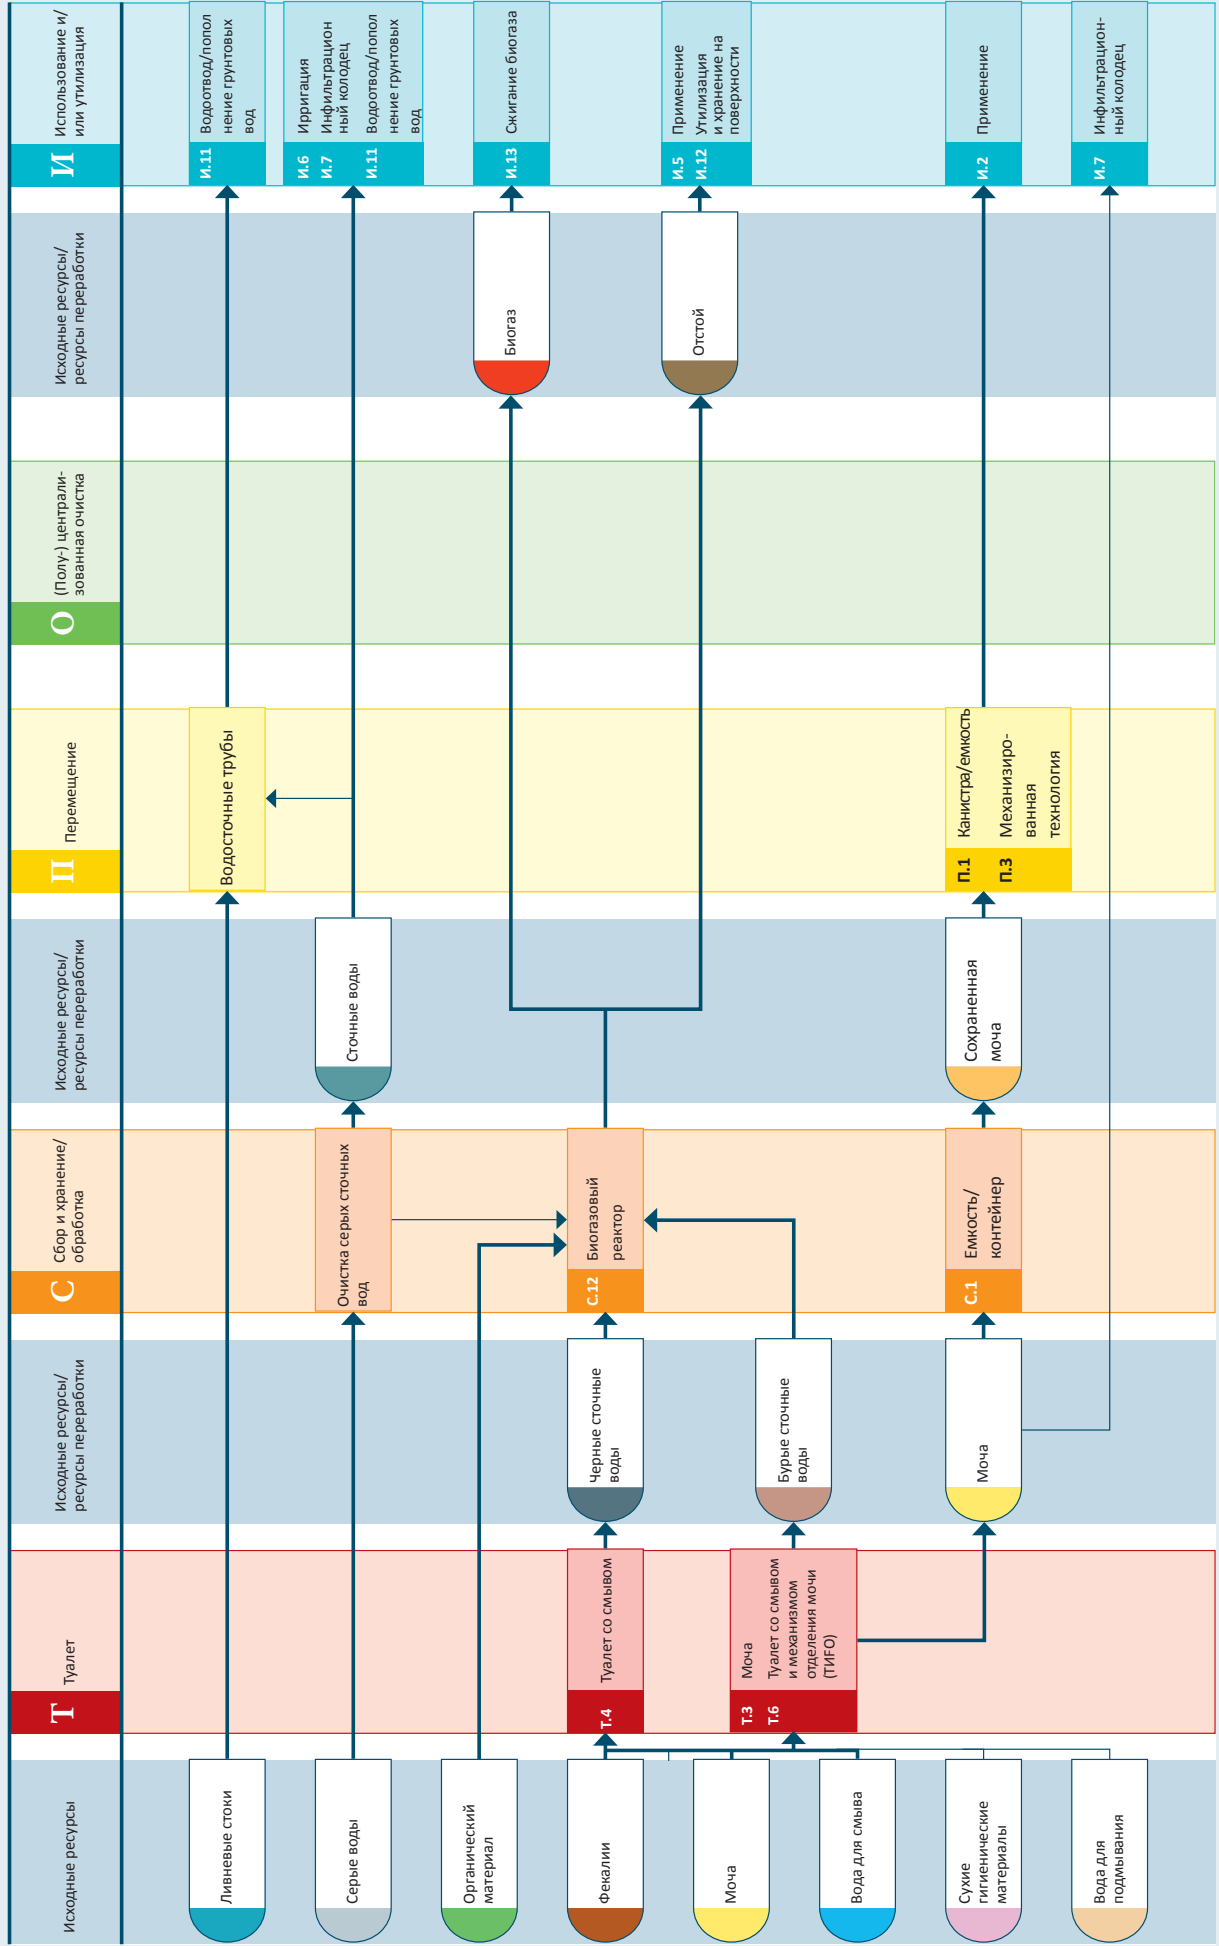 Исходные ресурсы
Т
Туалет
Исходные ресурсы/
ресурсы переработки
С
Сбор и хранение/
обработка
Исходные ресурсы/
ресурсы переработки
П
Перемещение
О
(Полу-) централи-
зованная очистка
Исходные ресурсы/
ресурсы переработки
И
Использование и/
или утилизация
Ливневые стоки
Водосточные трубы
И.11
Водоотвод/попол
нение грунтовых
вод
Серые воды
Очистка серых сточных
вод
Сточные воды
И.6 Ирригация
И.7 Инфильтрацион
ный колодец
И.11 Водоотвод/попол
нение грунтовых
вод
Органический
материал
Биогаз
И.13 Сжигание биогаза
Фекалии
Т.4 Туалет со смывом
Черные сточные
воды
С.12 Биогазовый
реактор
Моча
Отстой
И.5 Применение
И.12 Утилизация
и хранение на
поверхности
Вода для смыва
Т.3 Моча
Т.6 Туалет со смывом
и механизмом
отделения мочи
(ТИFO)
Бурые сточные
воды
Сухие
гигиенические
материалы
Моча
С.1 Емкость/
контейнер
Сохраненная
моча
П.1 Канистра/емкость
П.3 Механизиро-
ванная
технология
И.2 Применение
Вода для
подмывания
И.7 Инфильтрацион-
ный колодец